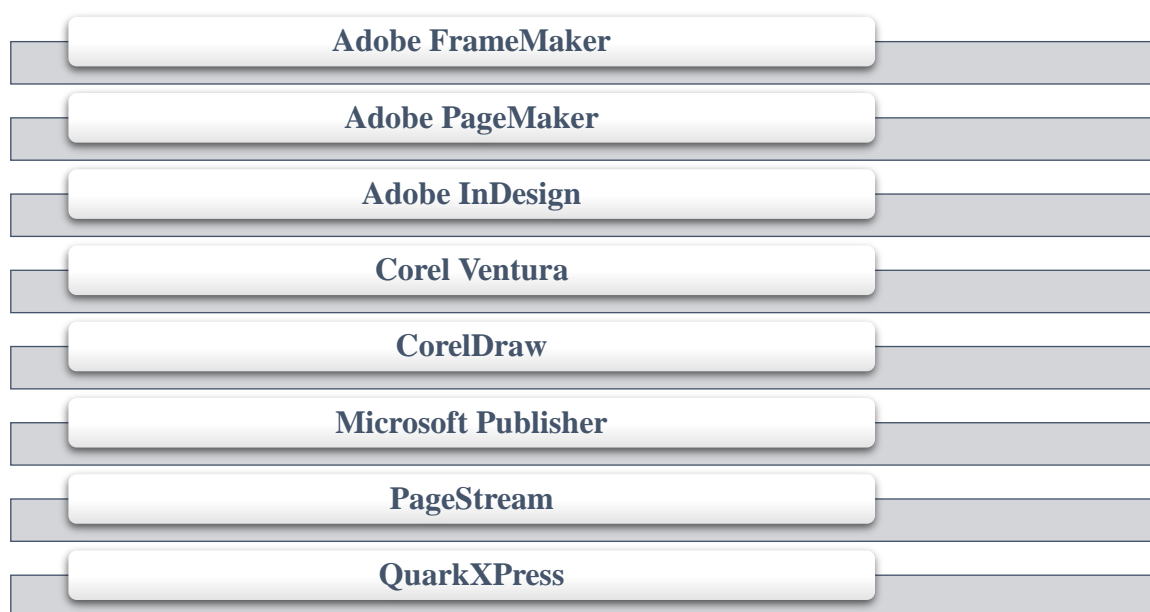 Adobe FrameMaker
Adobe PageMaker
Adobe InDesign
Corel Ventura
CorelDraw
Microsoft Publisher
PageStream
QuarkXPress